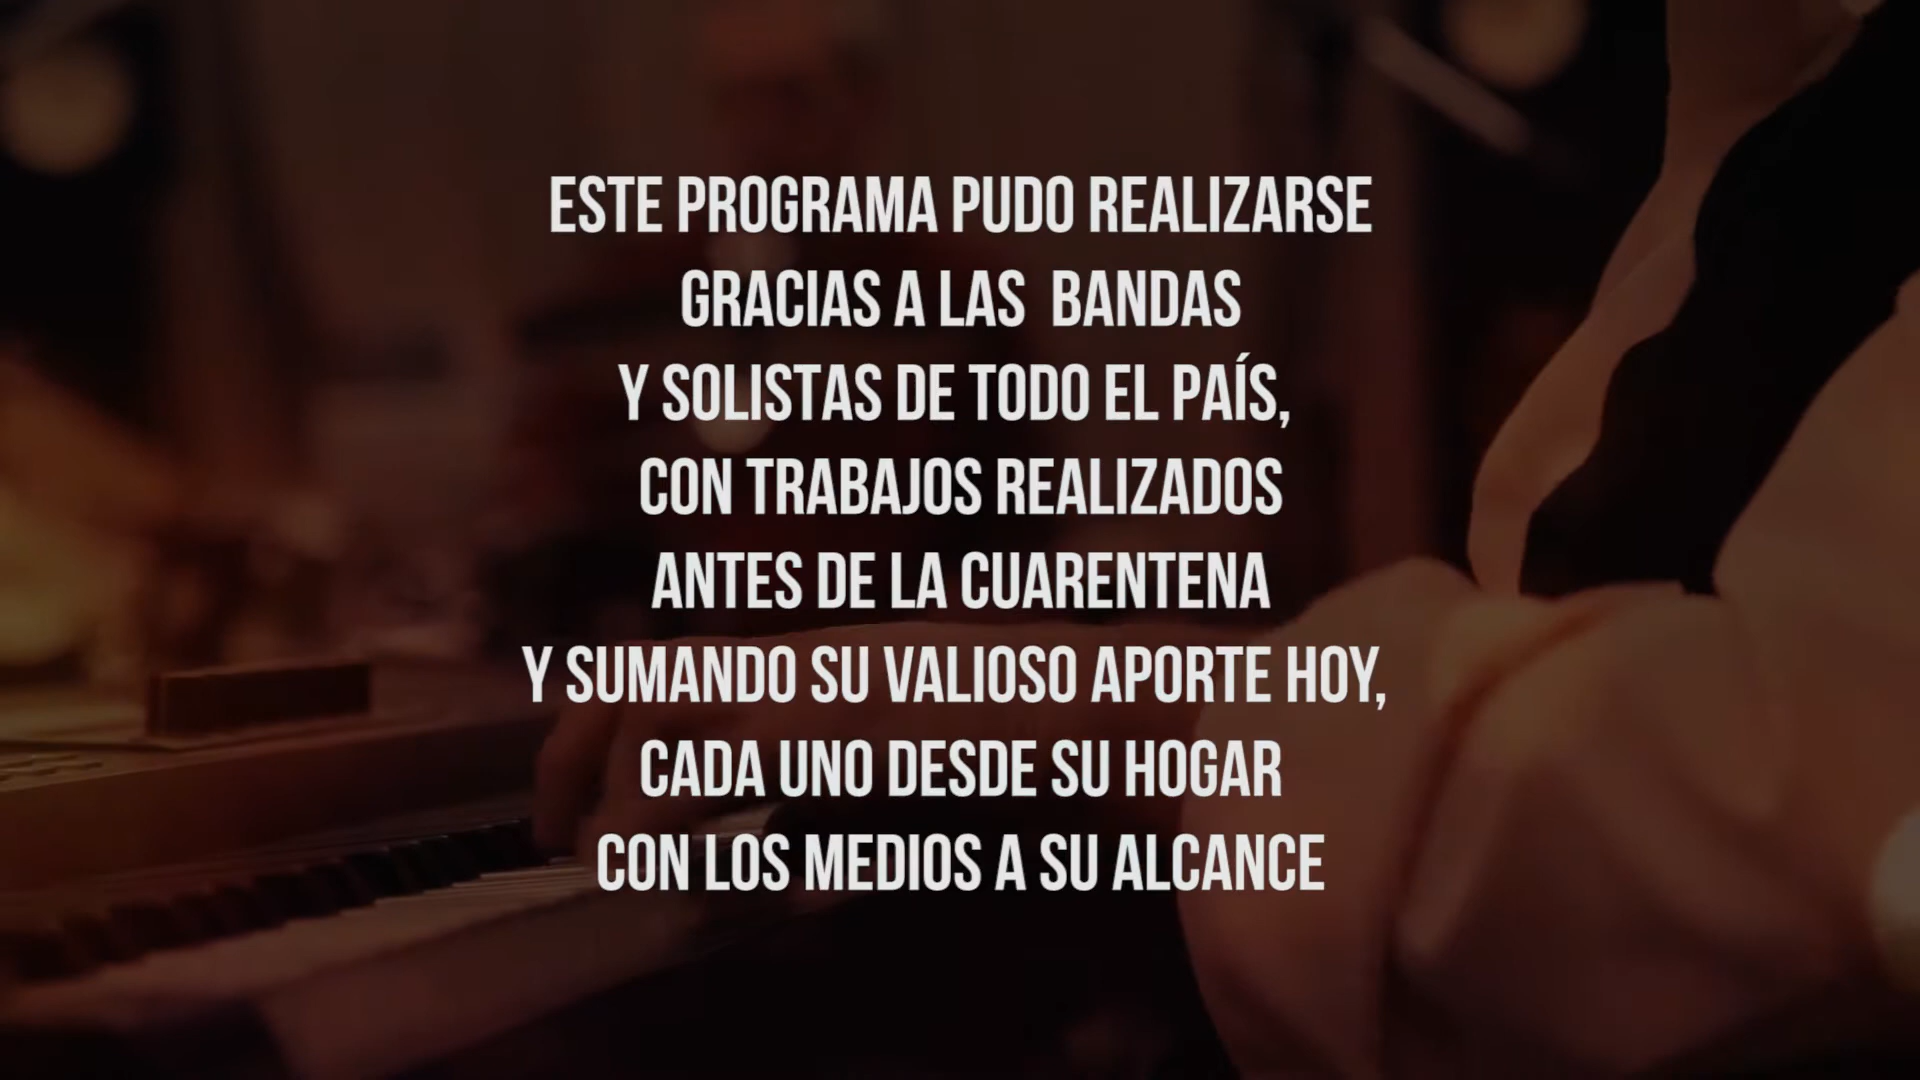 ESTE PROGRAMA PUDO REALIZARSE
GRACIAS A LAS  BANDAS
Y SOLISTAS DE TODO EL PAÍS,
CON TRABAJOS REALIZADOS
ANTES DE LA CUARENTENA
Y SUMANDO SU VALIOSO APORTE HOY,
CADA UNO DESDE SU HOGAR
CON LOS MEDIOS A SU ALCANCE